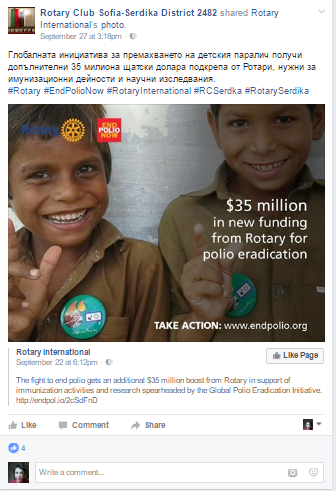 Rotary Club Sofia-Serdika District 2482 shared Rotary
International's photo.
September 27 at 3:18pm ·
Глобалната инициатива за премахването на детския паралич получи
допълнителни 35 милиона щатски долара подкрепа от Ротари, нужни за
имунизационни дейности и научни изследвания.
#Rotary #EndPolioNow #RotaryInternational #RCSerdka #RotarySerdika
Rotary
END
POLIO
NOW
$35 million
in new funding
from Rotary for
polio eradication
TAKE ACTION: www.endpolio.org
Rotary International
September 22 at 6:12pm ·
Like Page
The fight to end polio gets an additional $35 million boost from Rotary in support of
immunization activities and research spearheaded by the Global Polio Eradication Initiative.
http://endpol.io/2cSdFnD
Like Comment Share
4
Write a comment...